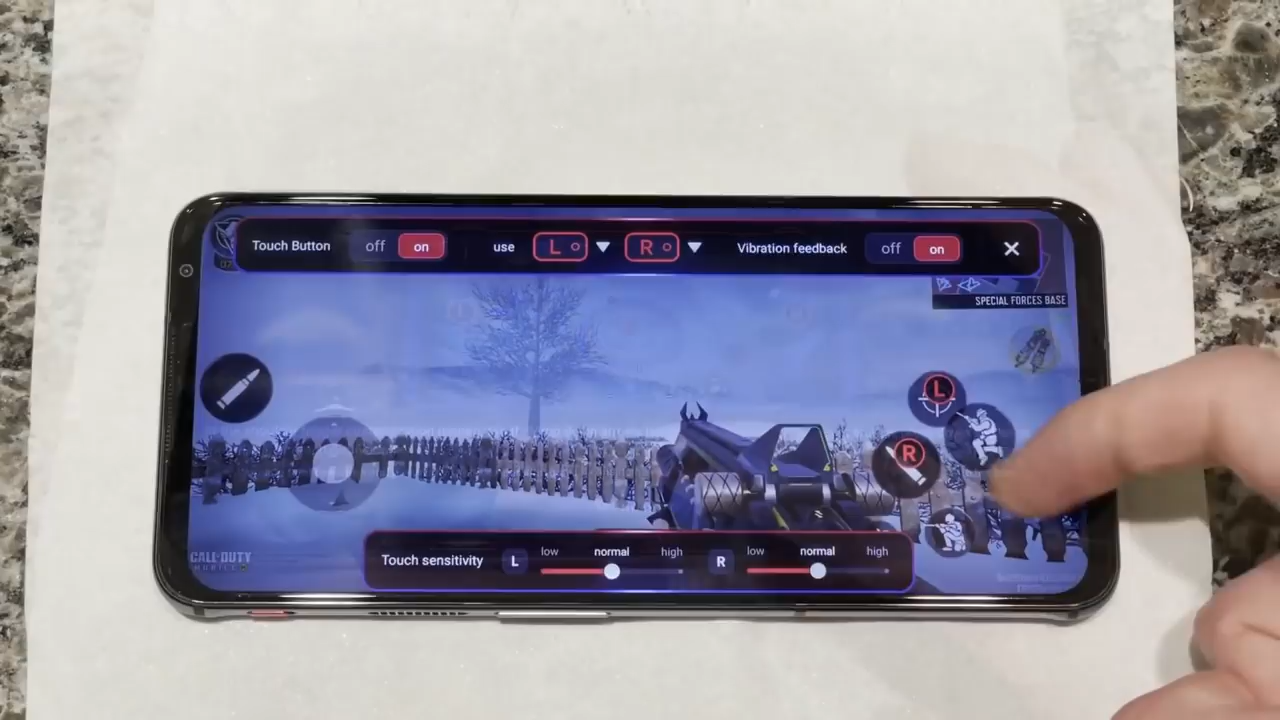 Touch Button off on use L R Vibration feedback off on X
SPECIAL FORCES BASE
L
R
CALL·DUTY
MOBILE
Touch sensitivity L low normal high R low normal high